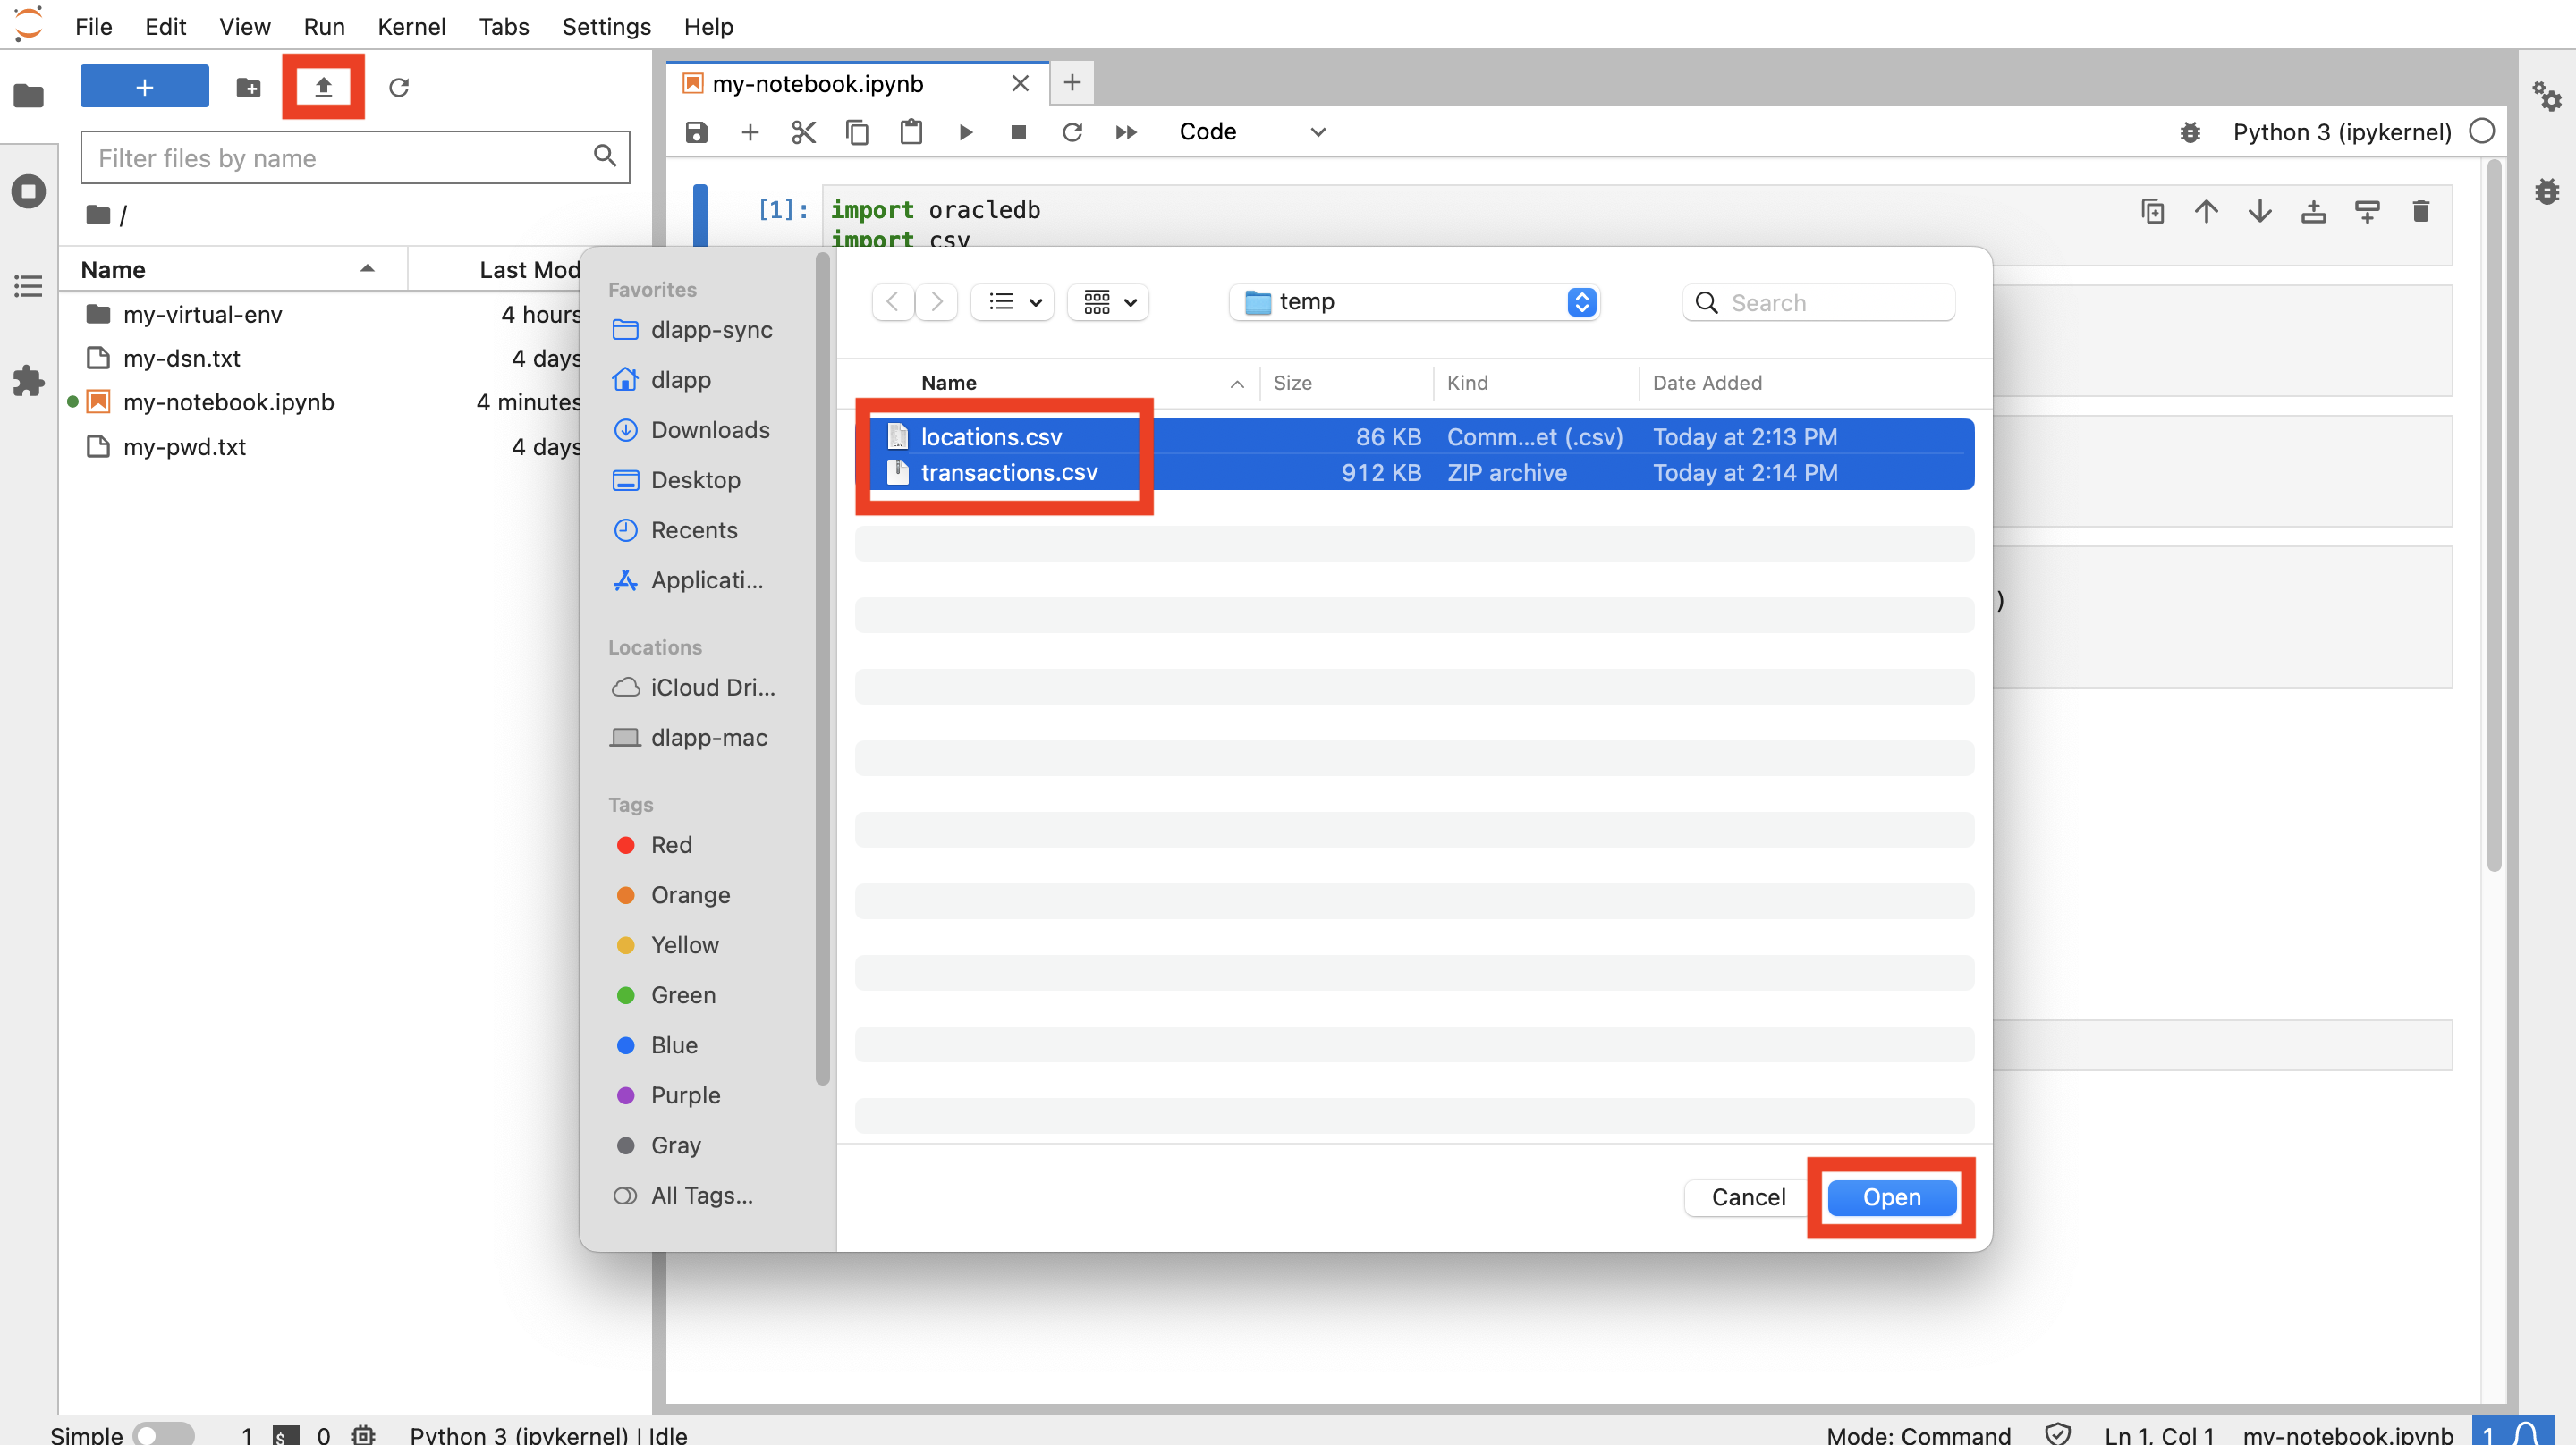 File Edit View Run Kernel Tabs Settings Help
my-notebook.ipynb
Filter files by name
Code
Python 3 (ipykernel)
/
[1]: import oracledb
import csv
Name Last Mod
my-virtual-env 4 hours
my-dsn.txt 4 days
my-notebook.ipynb 4 minutes
my-pwd.txt 4 days
Favorites
dlapp-sync
dlapp
Downloads
Desktop
Recents
Applicati...
Locations
iCloud Dri...
dlapp-mac
Tags
Red
Orange
Yellow
Green
Blue
Purple
Gray
All Tags...
temp
Search
Name Size Kind Date Added
locations.csv 86 KB Comm...et (.csv) Today at 2:13 PM
transactions.csv 912 KB ZIP archive Today at 2:14 PM
)
Cancel Open
Simple 1 $ 0 Python 3 (ipykernel) | Idle Mode: Command Ln 1, Col 1 my-notebook.ipynb 1